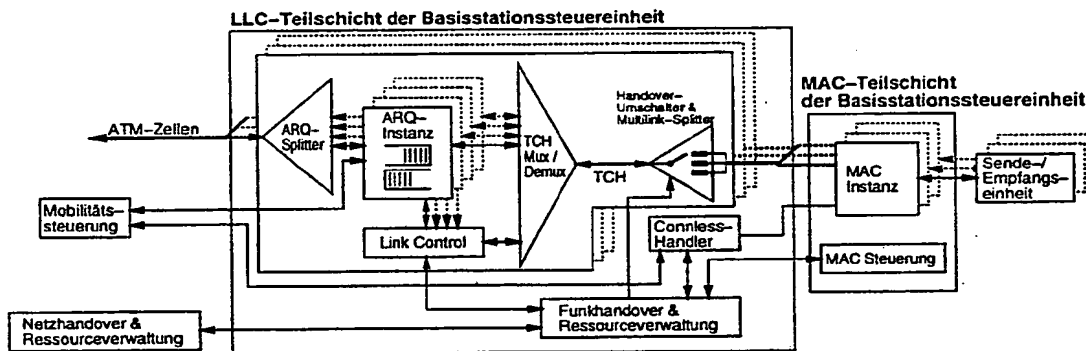 LLC-Teilschicht der Basisstationssteuereinheit
MAC-Teilschicht
der Basisstationssteuereinheit
Handover-
Umschalter &
Multilink-Splitter
ATM-Zellen
ARQ-
Splitter
ARQ-
Instanz
TCH
Mux /
Demux
TCH
MAC
Instanz
Sende-/
Empfangs-
einheit
Mobilitäts-
steuerung
Link Control
Connless-
Handler
MAC Steuerung
Netzhandover &
Ressourceverwaltung
Funkhandover &
Ressourceverwaltung